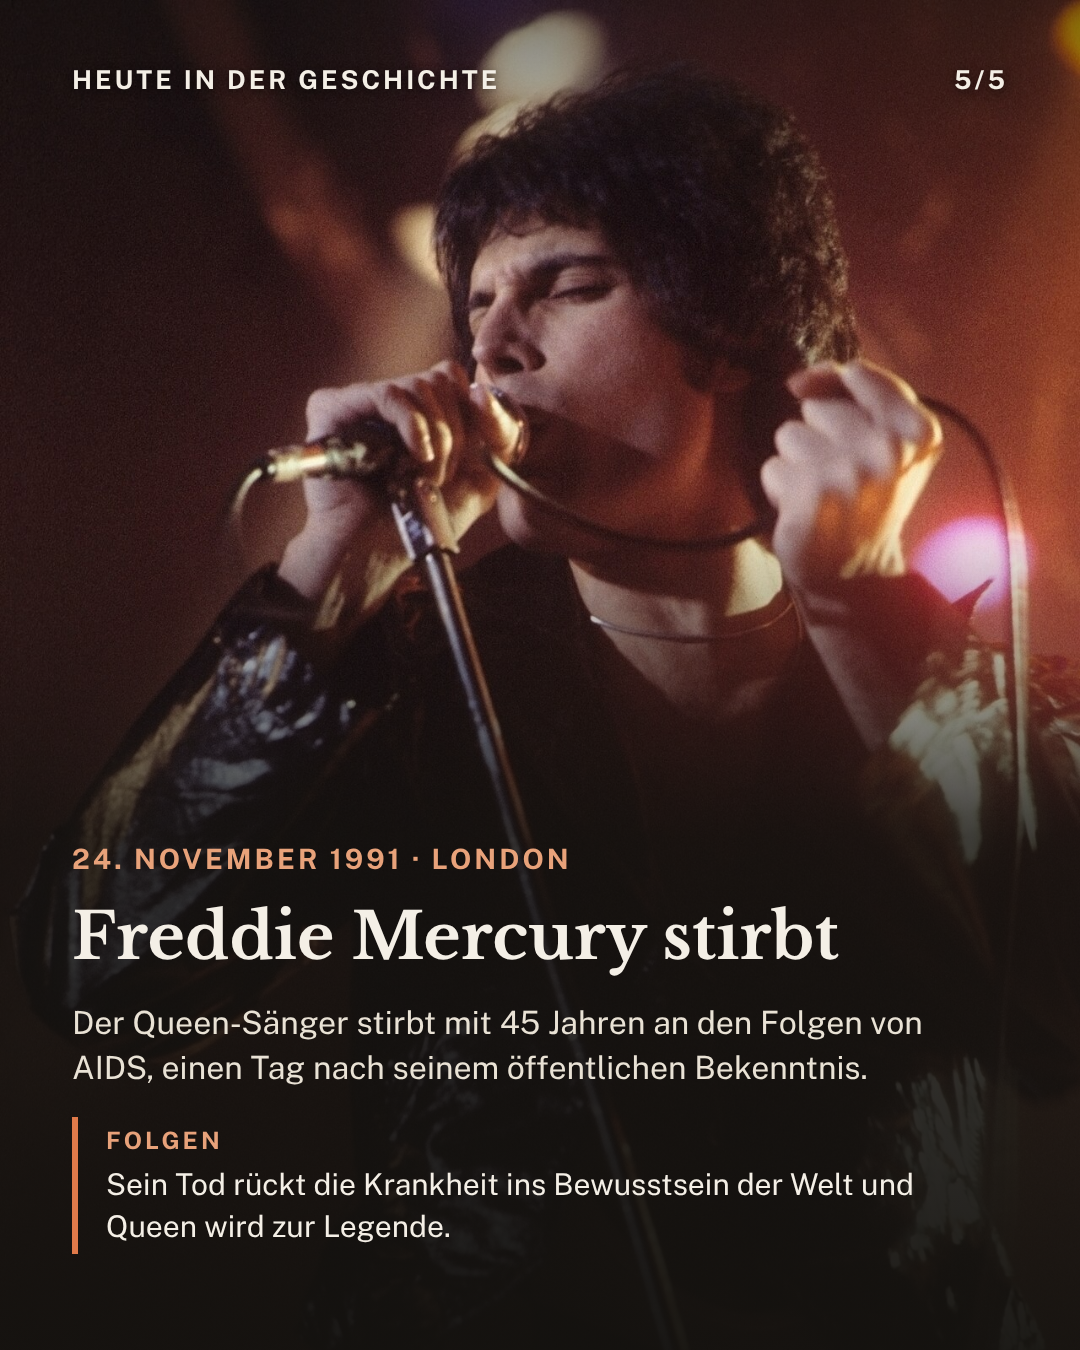 HEUTE IN DER GESCHICHTE
5/5
24. NOVEMBER 1991 · LONDON
Freddie Mercury stirbt
Der Queen-Sänger stirbt mit 45 Jahren an den Folgen von
AIDS, einen Tag nach seinem öffentlichen Bekenntnis.
FOLGEN
Sein Tod rückt die Krankheit ins Bewusstsein der Welt und
Queen wird zur Legende.